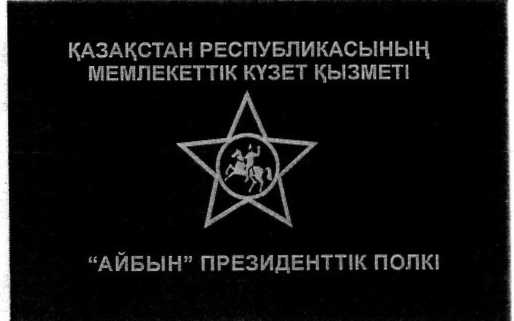 ҚАЗАҚСТАН РЕСПУБЛИКАСЫНЫҢ
МЕМЛЕКЕТТІК КҮЗЕТ ҚЫЗМЕТІ
“АЙБЫН” ПРЕЗИДЕНТТІК ПОЛКІ